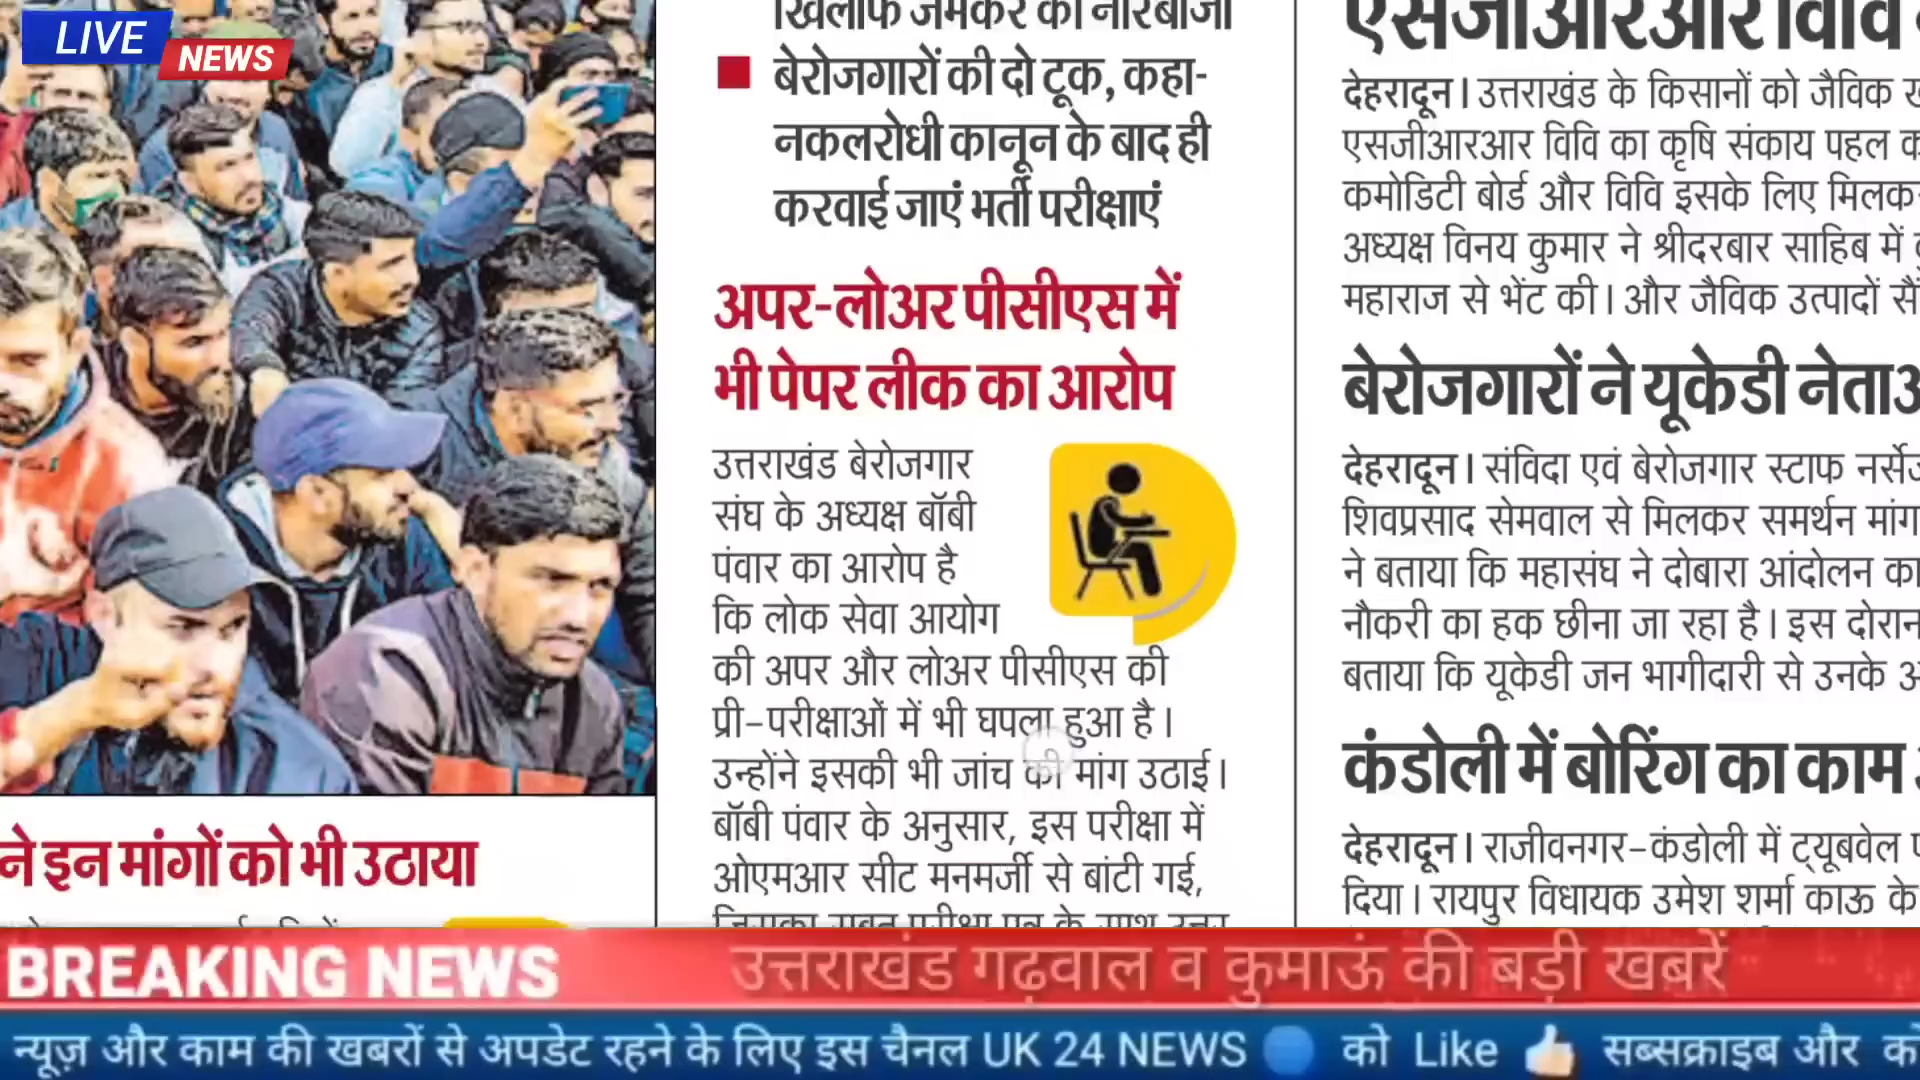 LIVE
NEWS
खिलाफ जमकर की नारेबाजी
बेरोजगारों की दो टूक, कहा-
नकलरोधी कानून के बाद ही
करवाई जाएं भर्ती परीक्षाएं
अपर-लोअर पीसीएस में
भी पेपर लीक का आरोप
उत्तराखंड बेरोजगार
संघ के अध्यक्ष बॉबी
पंवार का आरोप है
कि लोक सेवा आयोग
की अपर और लोअर पीसीएस की
प्री-परीक्षाओं में भी घपला हुआ है।
उन्होंने इसकी भी जांच की मांग उठाई।
बॉबी पंवार के अनुसार, इस परीक्षा में
ओएमआर सीट मनमर्जी से बांटी गई,
ने इन मांगों को भी उठाया
एसजीआरआर विवि
देहरादून। उत्तराखंड के किसानों को जैविक
एसजीआरआर विवि का कृषि संकाय पहल
कमोडिटी बोर्ड और विवि इसके लिए मिलक
अध्यक्ष विनय कुमार ने श्रीदरबार साहिब में
महाराज से भेंट की। और जैविक उत्पादों
बेरोजगारों ने यूकेडी
देहरादून। संविदा एवं बेरोजगार स्टाफ
शिवप्रसाद सेमवाल से मिलकर समर्थन मांग
ने बताया कि महासंघ ने दोबारा आंदोलन का
नौकरी का हक छीना जा रहा है। इस दौरान
बताया कि यूकेडी जन भागीदारी से उनके
कंडोली में बोरिंग का काम
देहरादून। राजीवनगर-कंडोली में ट्यूबवेल
दिया। रायपुर विधायक उमेश शर्मा काऊ के
BREAKING NEWS
उत्तराखंड गढ़वाल व कुमाऊं की बड़ी खबरें
न्यूज़ और काम की खबरों से अपडेट रहने के लिए इस चैनल UK 24 NEWS को Like सब्सक्राइब और